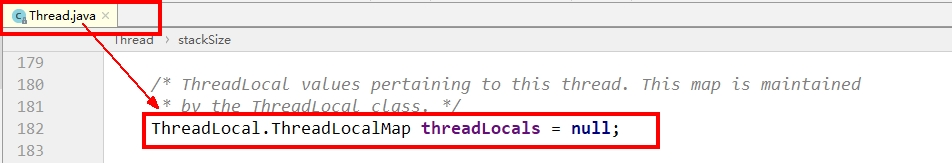 Thread.java ×
Thread > stackSize
179
180 /* ThreadLocal values pertaining to this thread. This map is maintained
181 * by the ThreadLocal class. */
182 ThreadLocal.ThreadLocalMap threadLocals = null;
183